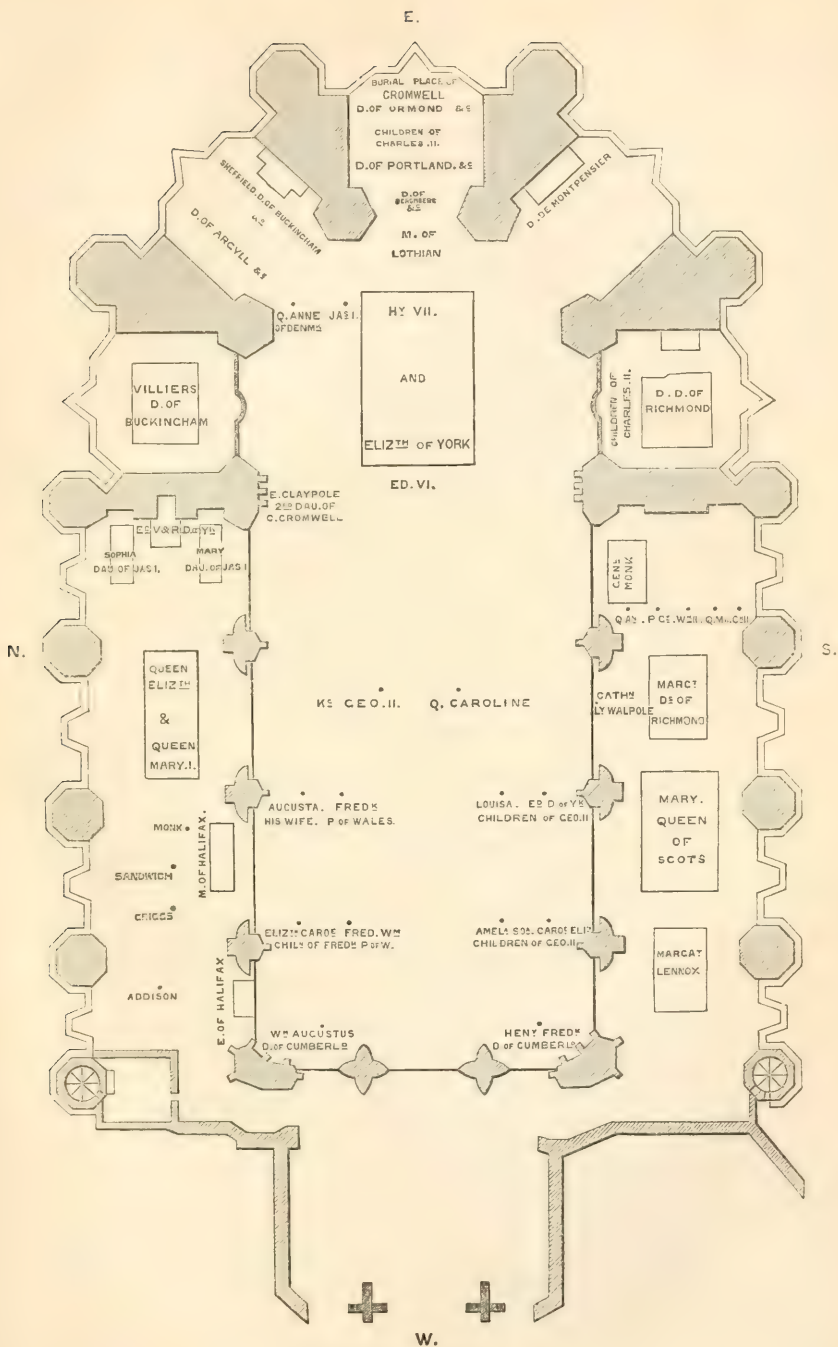 E.
BURIAL PLACE OF
CROMWELL
D. OF ORMOND &c
CHILDREN OF
CHARLES. II.
D. OF PORTLAND. &c
D. OF
&c
M. OF
LOTHIAN
SHEFFIELD. D. OF BUCKINGHAM
&c
D. OF ARGYLL &c
D. DE MONTPENSIER
Q. ANNE JAs I.
OF DENMk
Hy VII.
AND
ELIZTH OF YORK
ED. VI.
VILLIERS
D. OF
BUCKINGHAM
CHILDREN OF
CHARLES. II.
D. D. OF
RICHMOND
E. CLAYPOLE
2ND DAU. OF
C. CROMWELL
SOPHIA
DAU OF JAS I.
MARY
DAU. OF JAS I
GENl
MONK
N.
S.
QUEEN
ELIZTH
&
QUEEN
MARY. I.
Kg GEO. II. Q. CAROLINE
CATHN
LY WALPOLE
MARGT
Ds OF
RICHMOND
AUGUSTA. FREDk
HIS WIFE. P OF WALES.
LOUISA. ED D OF Yk
CHILDREN OF GEO. II
MARY.
QUEEN
OF
SCOTS
MONK
M. OF HALIFAX.
SANDWICH
CRAGGS
ELIZTH CARОE FRED. WM
CHILN OF FREDK P OF W.
AMELA SOA. CAROE ELIZ
CHILDREN OF GEO. II
MARGAT
LENNOX
ADDISON
E. OF HALIFAX
WM AUGUSTUS
D. OF CUMBERLD
HENY FREDK
D OF CUMBERLD
W.